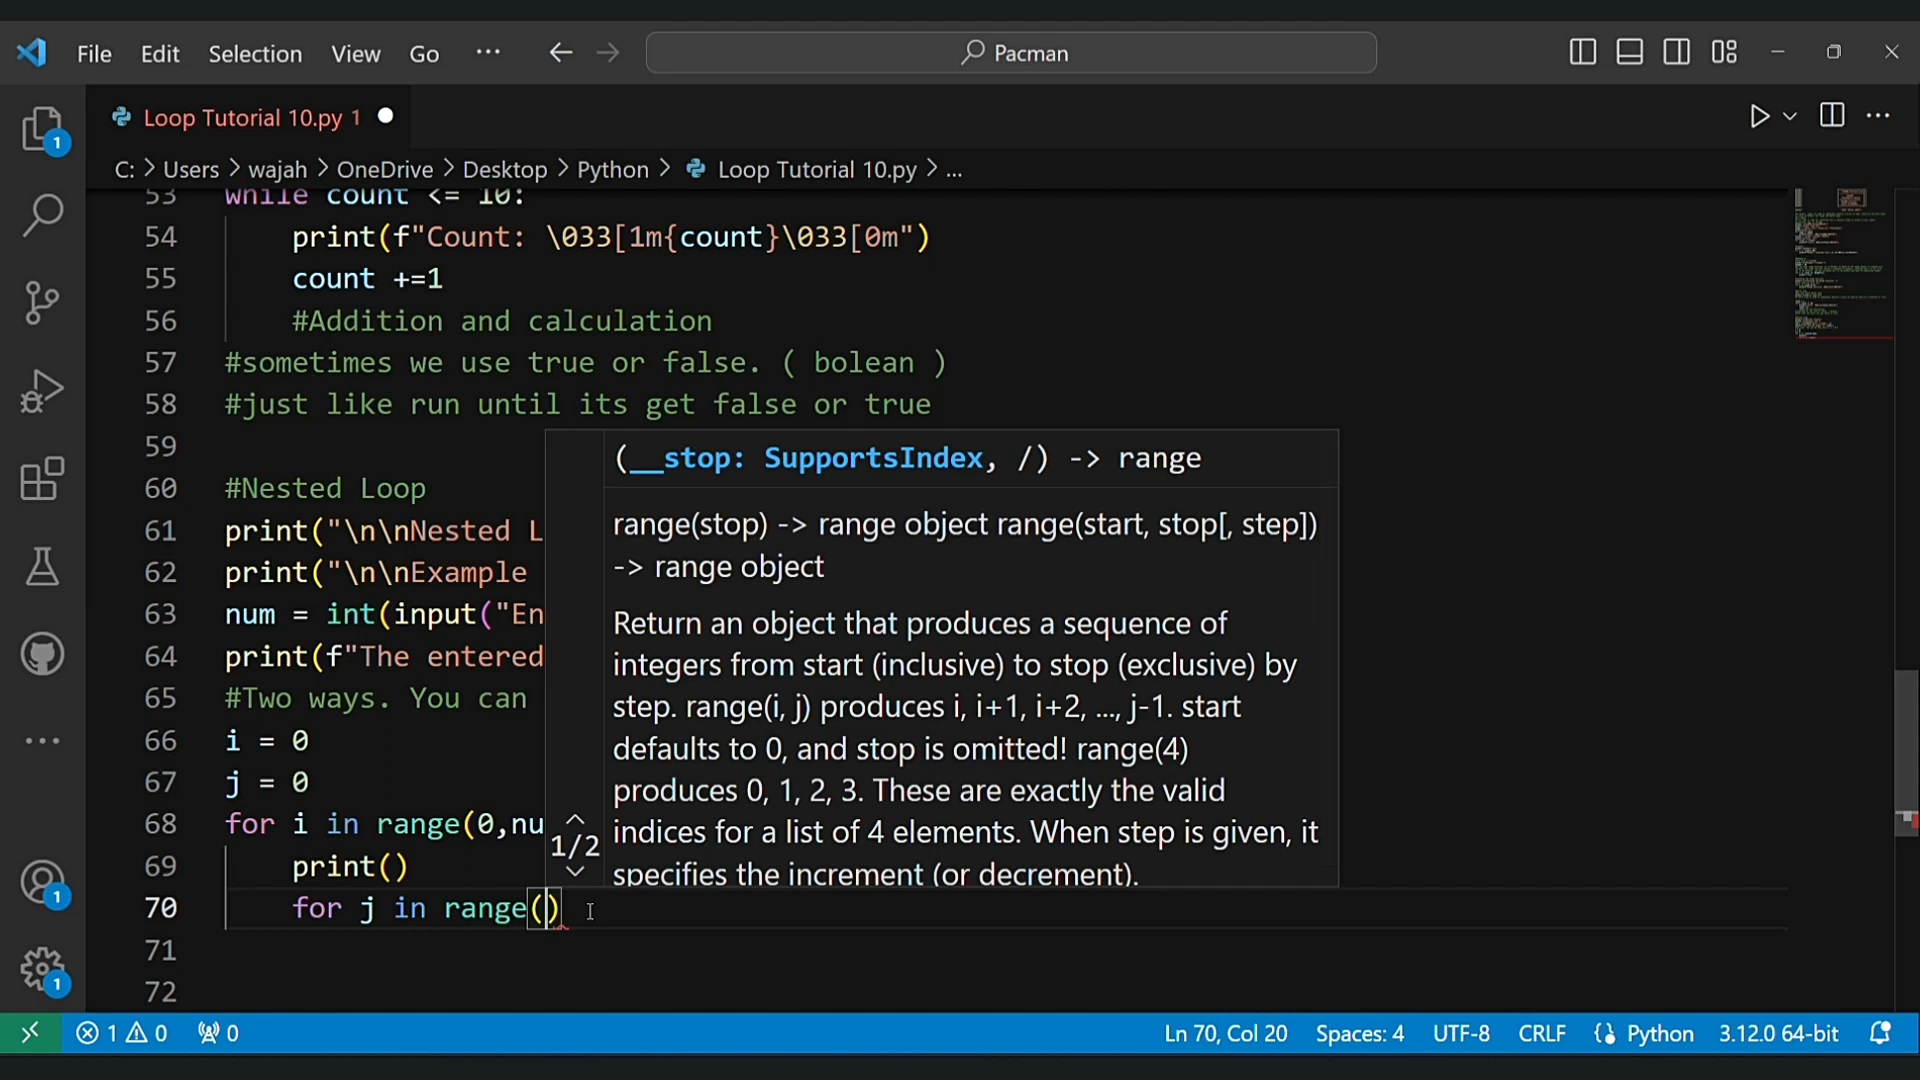 File Edit Selection View Go ··· Pacman
Loop Tutorial 10.py 1
C: > Users > wajah > OneDrive > Desktop > Python > Loop Tutorial 10.py > ...
53 while count <= 10:
54 print(f"Count: \033[1m{count}\033[0m")
55 count +=1
56 #Addition and calculation
57 #sometimes we use true or false. ( bolean )
58 #just like run until its get false or true
59
(__stop: SupportsIndex, /) -> range
60 #Nested Loop
61 print("\n\nNested L
range(stop) -> range object range(start, stop[, step])
-> range object
62 print("\n\nExample
63 num = int(input("En
Return an object that produces a sequence of
64 print(f"The entered
integers from start (inclusive) to stop (exclusive) by
65 #Two ways. You can
step. range(i, j) produces i, i+1, i+2, ..., j-1. start
66 i = 0
defaults to 0, and stop is omitted! range(4)
67 j = 0
produces 0, 1, 2, 3. These are exactly the valid
68 for i in range(0,nu
1/2
indices for a list of 4 elements. When step is given, it
69 print()
specifies the increment (or decrement).
70 for j in range()
71
72
1 0 0 Ln 70, Col 20 Spaces: 4 UTF-8 CRLF Python 3.12.0 64-bit
1
1
1